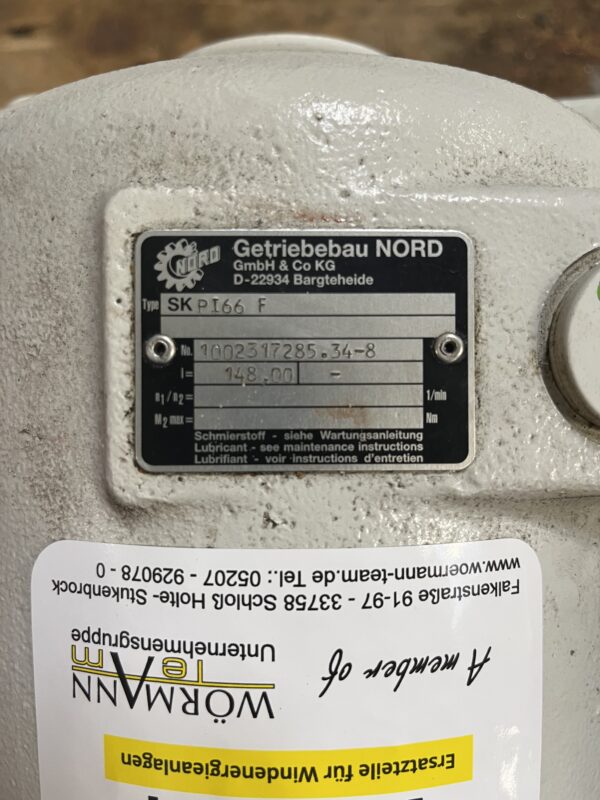 NORD
Getriebebau NORD
GmbH & Co KG
D-22934 Bargteheide
Type SK PI66 F
No. 1002317285.34-8
I= 148,00 -
n1/n2= 1/min
M2 max= Nm
Schmierstoff - siehe Wartungsanleitung
Lubricant - see maintenance instructions
Lubrifiant - voir instructions d'entretien
Ersatzteile für Windenergieanlagen
WÖRMANN
TeAM
Unternehmensgruppe
A member of
Falkenstraße 91-97 - 33758 Schloß Holte- Stukenbrock
www.woermann-team.de Tel.: 05207 - 929078 - 0